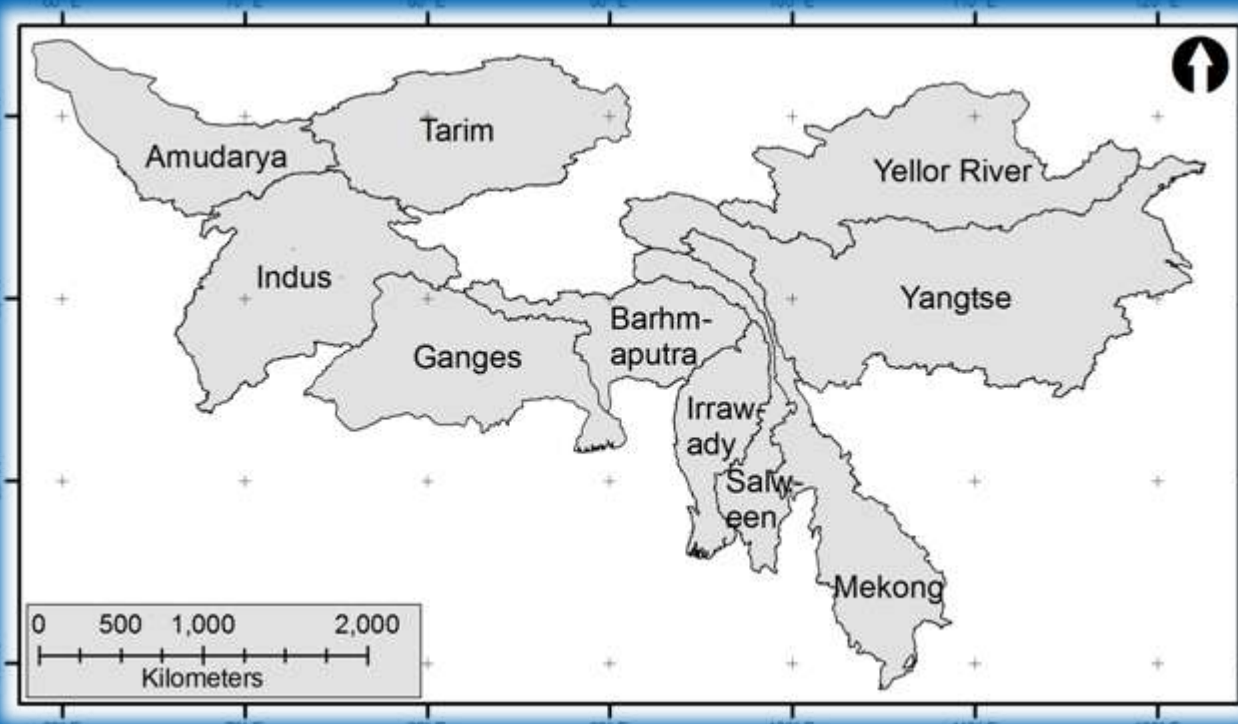 Tarim
Amudarya
Yellor River
Indus
Yangtse
Barhm-
aputra
Ganges
Irraw-
ady
Salw-
een
Mekong
0 500 1,000 2,000
Kilometers